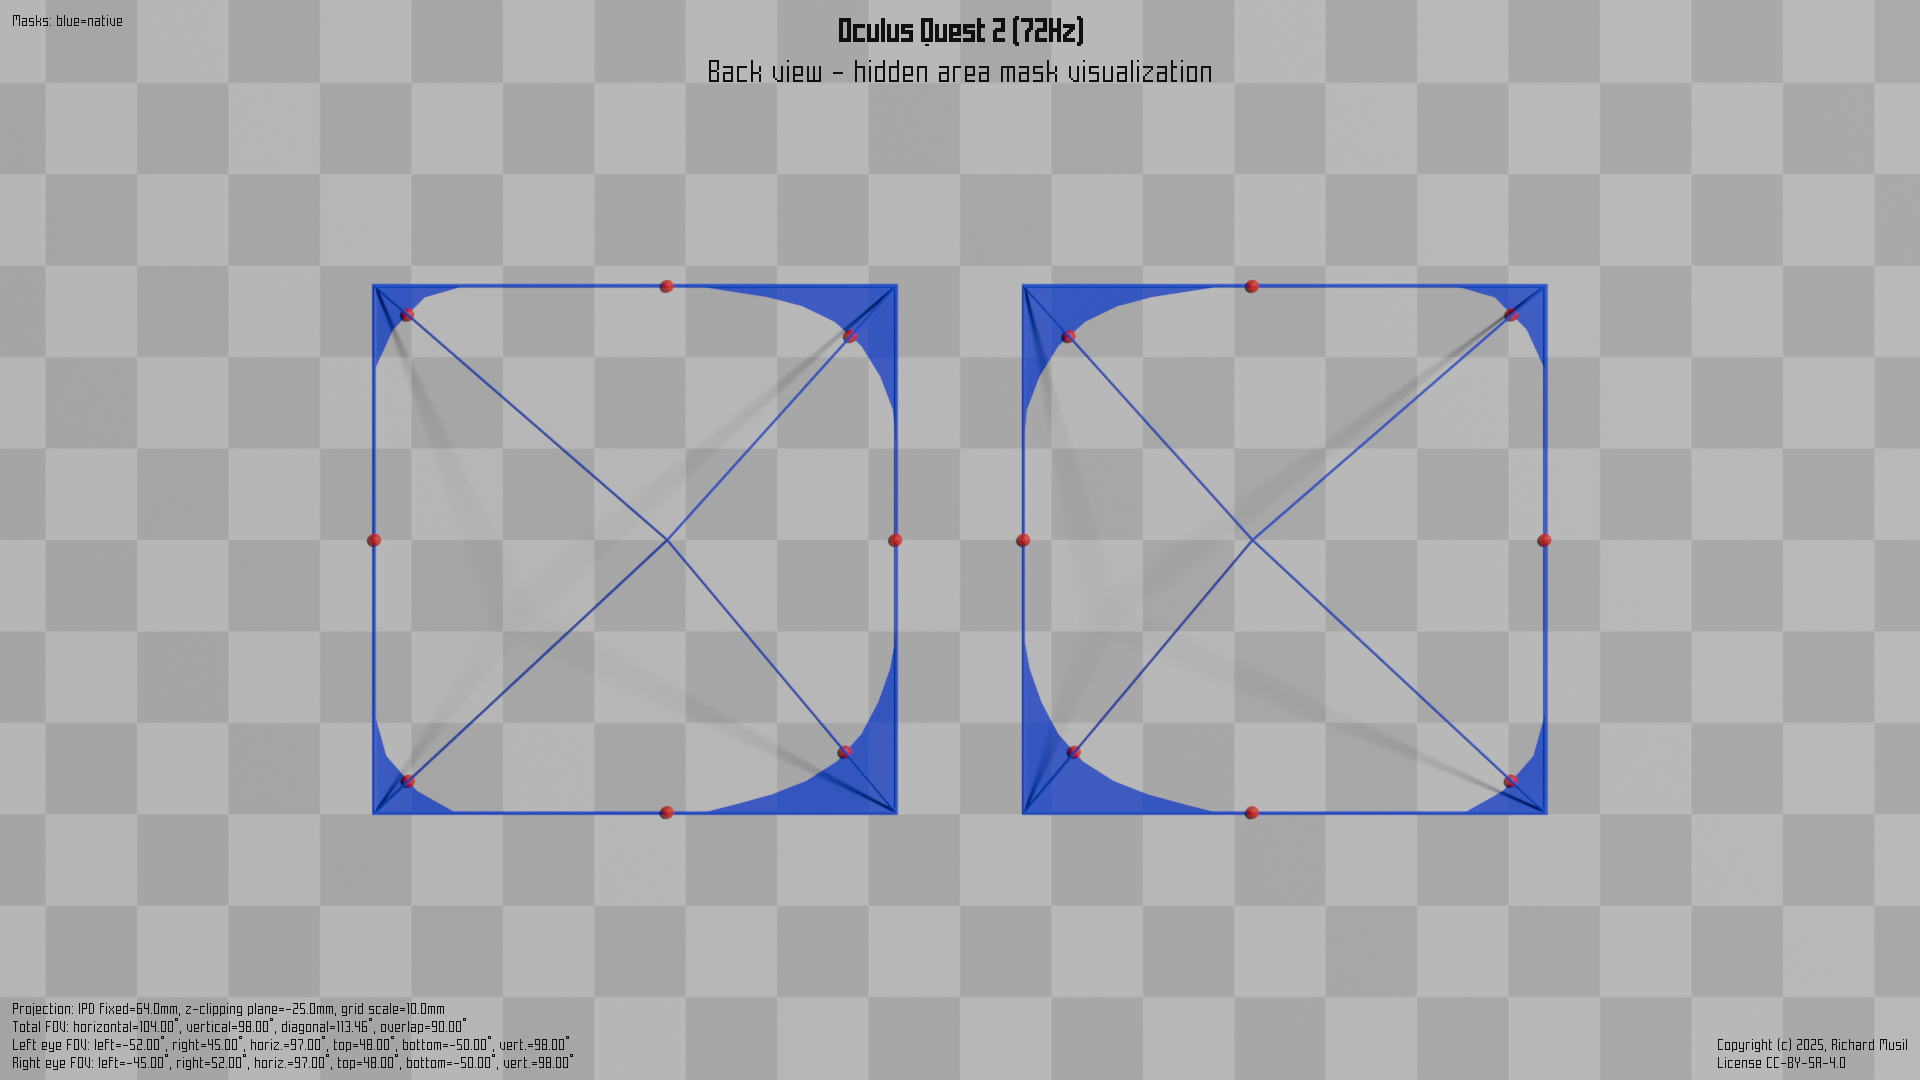 Masks: blue=native
Oculus Quest 2 (72Hz)
Back view - hidden area mask visualization
Projection: IPD fixed=64.0mm, z-clipping plane=-25.0mm, grid scale=10.0mm
Total FOV: horizontal=104.00°, vertical=98.00°, diagonal=113.46°, overlap=90.00°
Left eye FOV: left=-52.00°, right=45.00°, horiz.=97.00°, top=48.00°, bottom=-50.00°, vert.=98.00°
Right eye FOV: left=-45.00°, right=52.00°, horiz.=97.00°, top=48.00°, bottom=-50.00°, vert.=98.00°
Copyright (c) 2025, Richard Musil
License CC-BY-SA-4.0